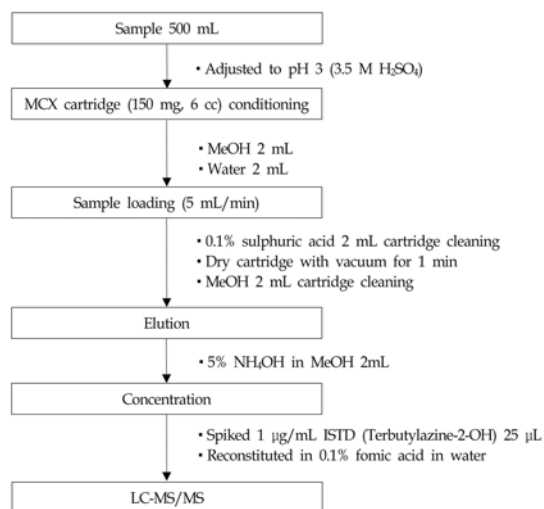 Sample 500 mL
• Adjusted to pH 3 (3.5 M H₂SO₄)
MCX cartridge (150 mg, 6 cc) conditioning
• MeOH 2 mL
• Water 2 mL
Sample loading (5 mL/min)
• 0.1% sulphuric acid 2 mL cartridge cleaning
• Dry cartridge with vacuum for 1 min
• MeOH 2 mL cartridge cleaning
Elution
• 5% NH₄OH in MeOH 2mL
Concentration
• Spiked 1 μg/mL ISTD (Terbutylazine-2-OH) 25 μL
• Reconstituted in 0.1% fomic acid in water
LC-MS/MS